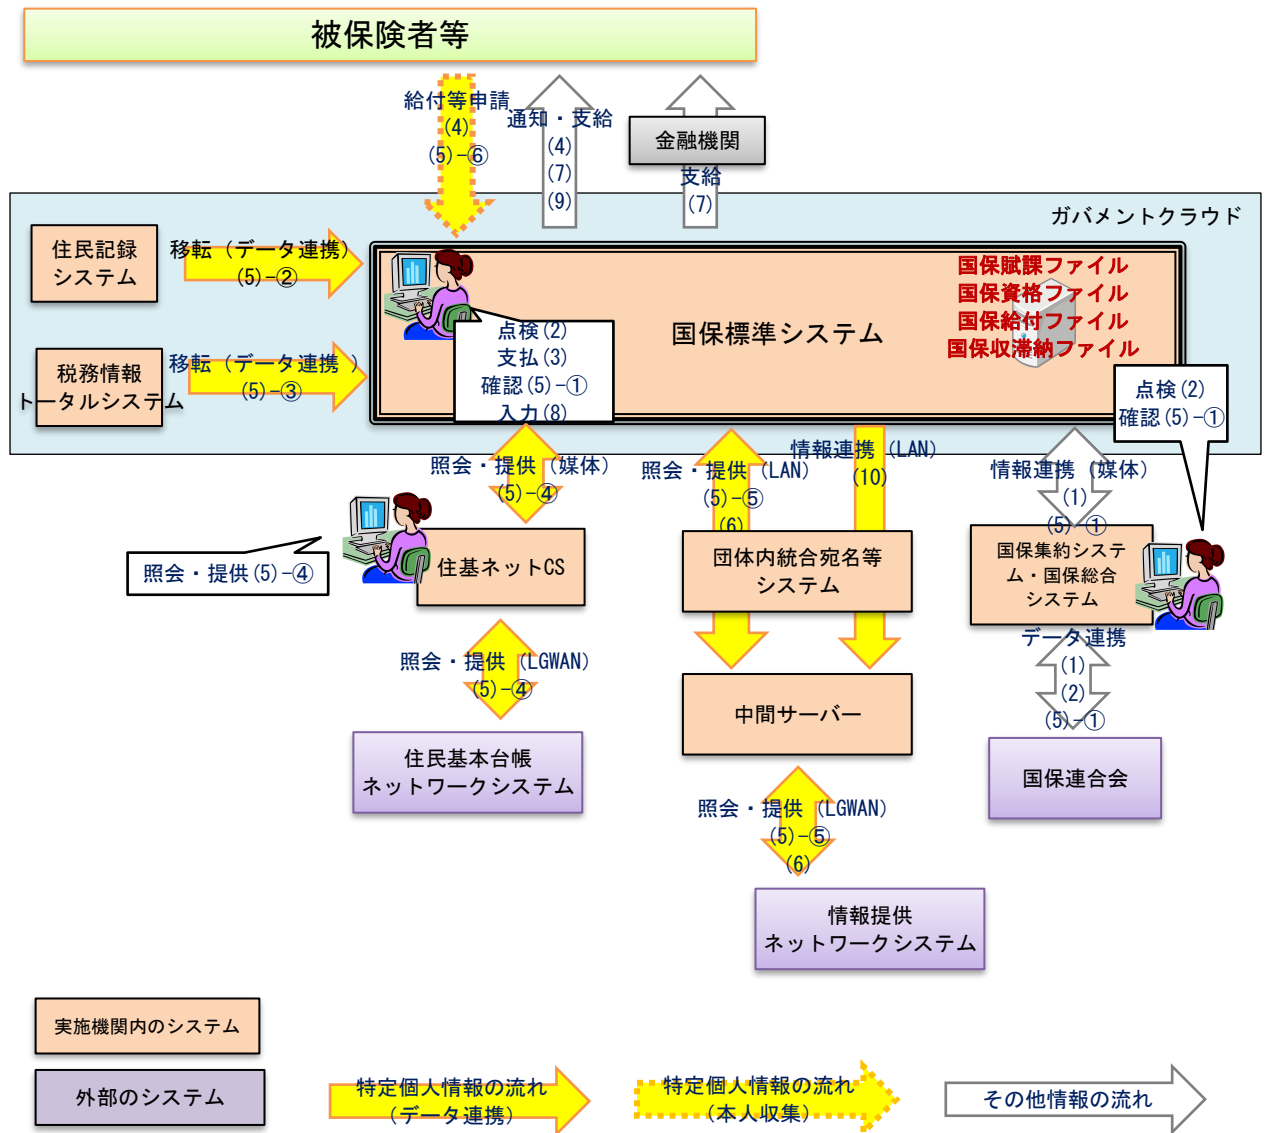 被保険者等
給付等申請
(4)
(5)-⑥
通知・支給
(4)
(7)
(9)
金融機関
支給
(7)
ガバメントクラウド
住民記録
システム
移転（データ連携）
(5)-②
税務情報
トータルシステム
移転（データ連携 ）
(5)-③
国保標準システム
国保賦課ファイル
国保資格ファイル
国保給付ファイル
国保収滞納ファイル
点検(2)
支払(3)
確認(5)-①
入力(8)
点検(2)
確認(5)-①
照会・提供（媒体）
(5)-④
照会・提供（LAN）
(5)-⑤
(6)
情報連携（LAN）
(10)
情報連携（媒体）
(1)
(5)-①
照会・提供(5)-④
住基ネットCS
団体内統合宛名等
システム
国保集約システ
ム・国保総合
システム
照会・提供（LGWAN）
(5)-④
データ連携
(1)
(2)
(5)-①
中間サーバー
住民基本台帳
ネットワークシステム
国保連合会
照会・提供（LGWAN）
(5)-⑤
(6)
情報提供
ネットワークシステム
実施機関内のシステム
外部のシステム
特定個人情報の流れ
（データ連携）
特定個人情報の流れ
（本人収集）
その他情報の流れ